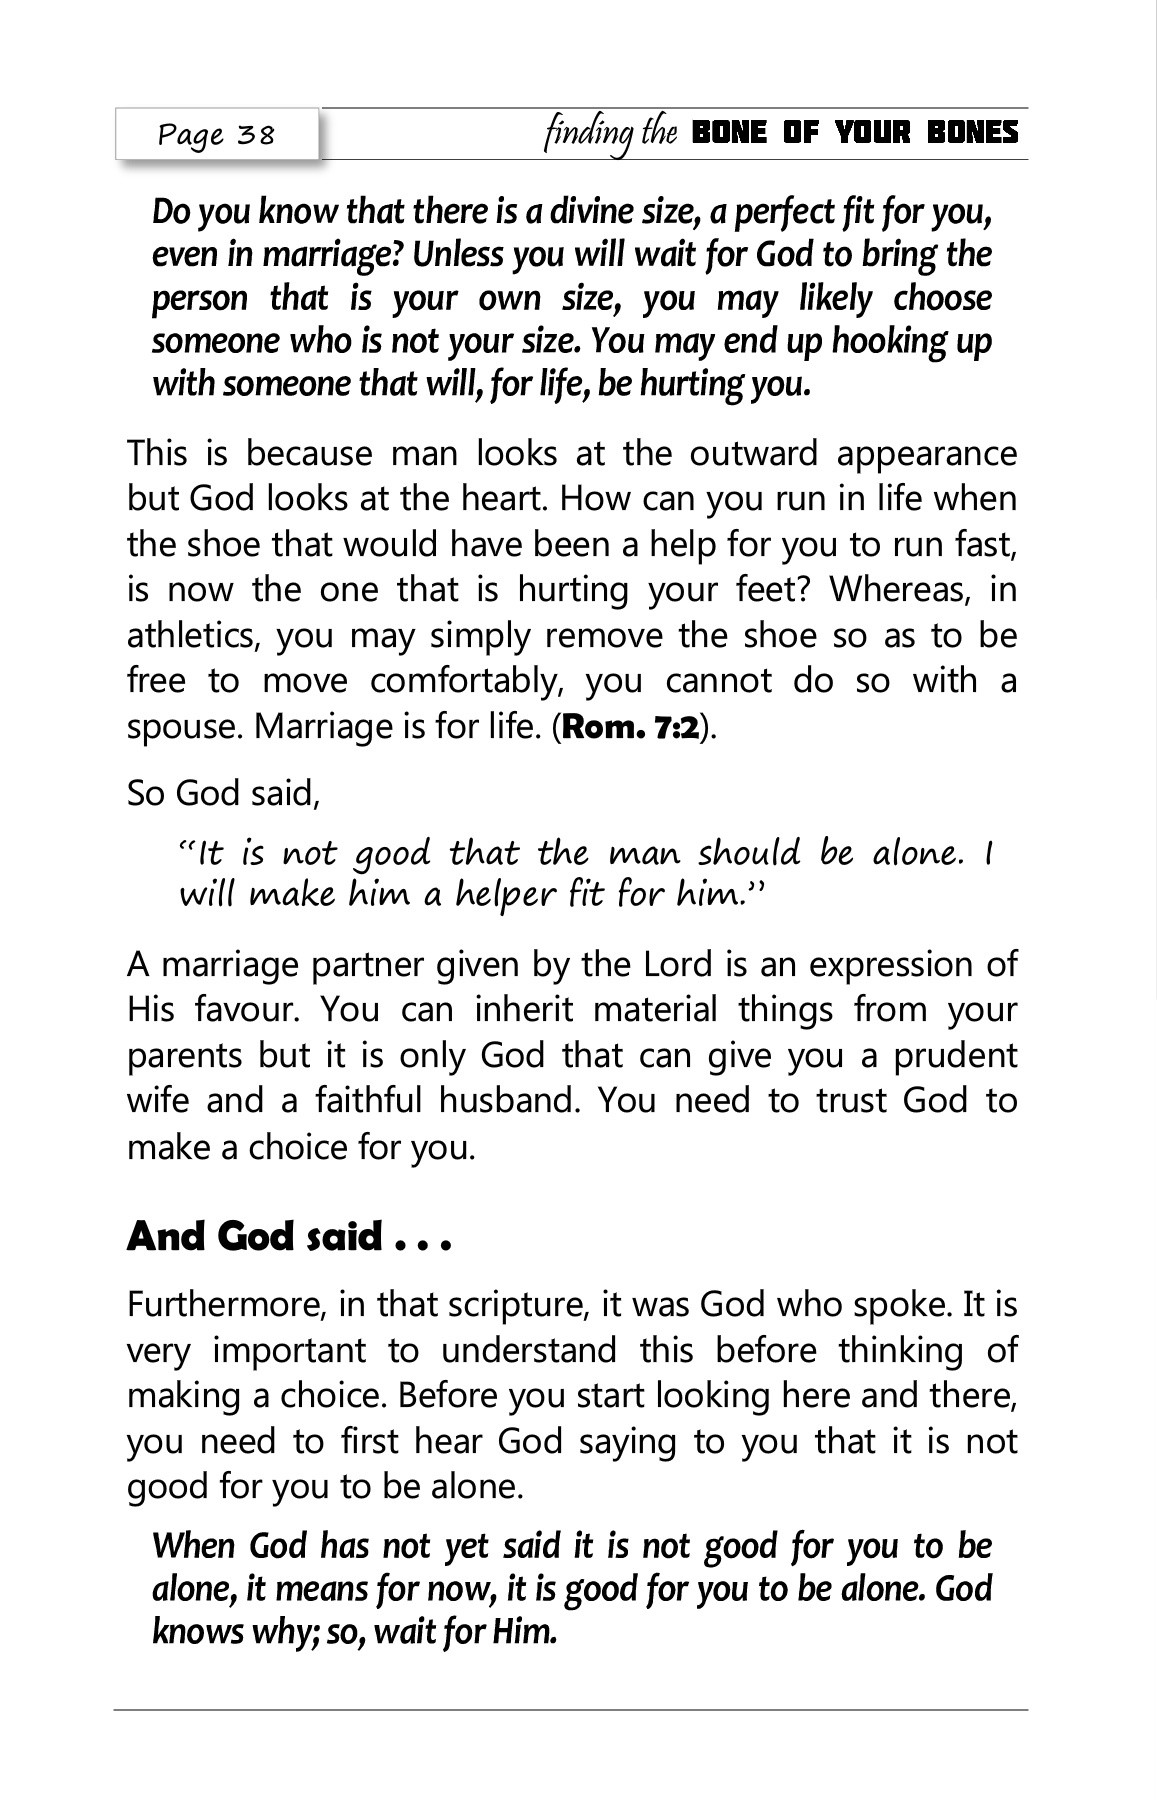 Page 38
finding the BONE OF YOUR BONES
Do you know that there is a divine size, a perfect fit for you,
even in marriage? Unless you will wait for God to bring the
person that is your own size, you may likely choose
someone who is not your size. You may end up hooking up
with someone that will, for life, be hurting you.
This is because man looks at the outward appearance
but God looks at the heart. How can you run in life when
the shoe that would have been a help for you to run fast,
is now the one that is hurting your feet? Whereas, in
athletics, you may simply remove the shoe so as to be
free to move comfortably, you cannot do so with a
spouse. Marriage is for life. (Rom. 7:2).
So God said,
“It is not good that the man should be alone. I
will make him a helper fit for him.”
A marriage partner given by the Lord is an expression of
His favour. You can inherit material things from your
parents but it is only God that can give you a prudent
wife and a faithful husband. You need to trust God to
make a choice for you.
And God said . . .
Furthermore, in that scripture, it was God who spoke. It is
very important to understand this before thinking of
making a choice. Before you start looking here and there,
you need to first hear God saying to you that it is not
good for you to be alone.
When God has not yet said it is not good for you to be
alone, it means for now, it is good for you to be alone. God
knows why; so, wait for Him.